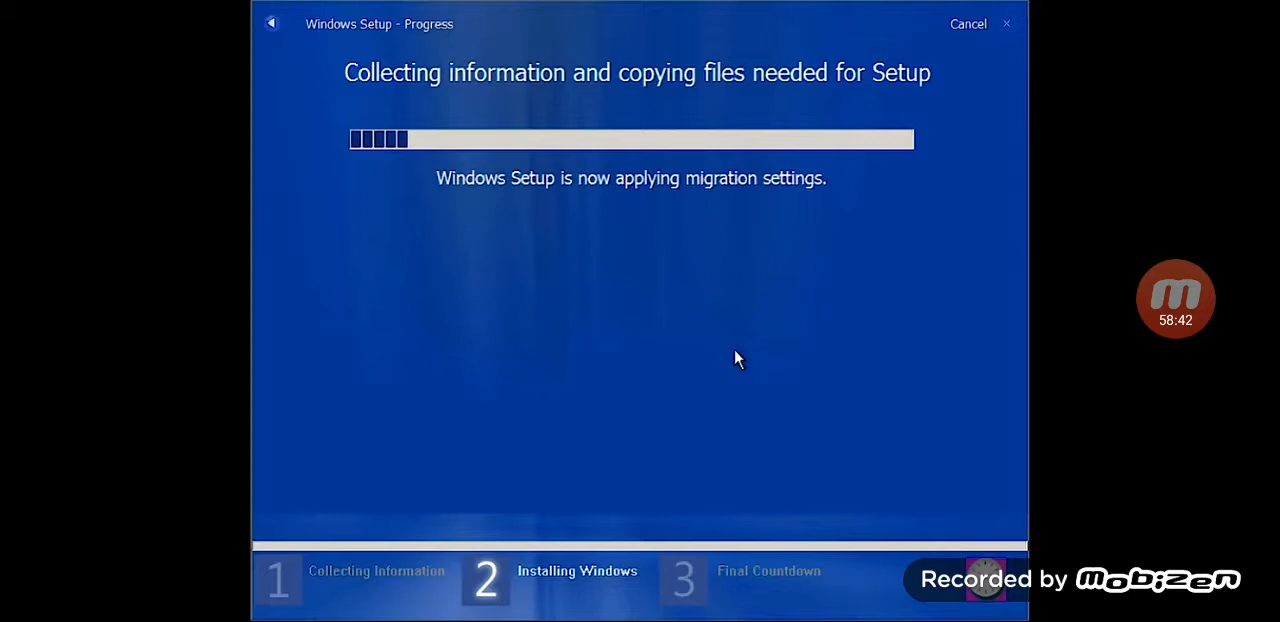 Windows Setup - Progress
Cancel ×
Collecting information and copying files needed for Setup
Windows Setup is now applying migration settings.
m
58:42
1 Collecting Information 2 Installing Windows 3 Final Countdown
Recorded by mobizen